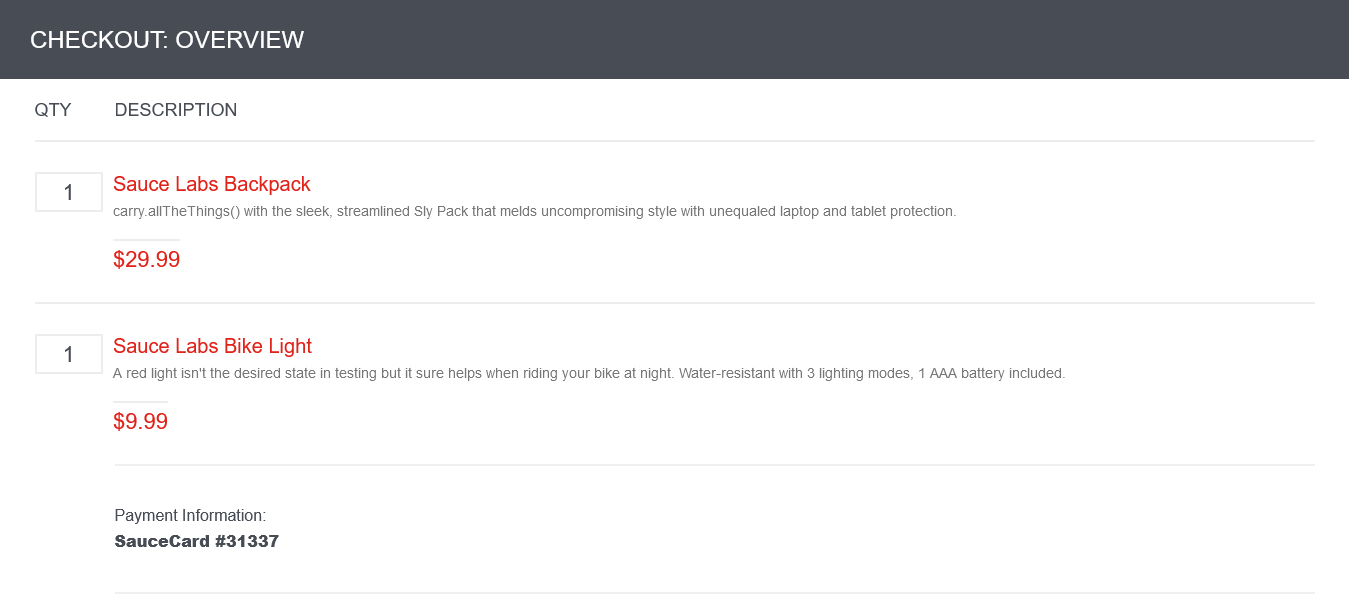 CHECKOUT: OVERVIEW
QTY DESCRIPTION
1 Sauce Labs Backpack
carry.allTheThings() with the sleek, streamlined Sly Pack that melds uncompromising style with unequaled laptop and tablet protection.
$29.99
1 Sauce Labs Bike Light
A red light isn't the desired state in testing but it sure helps when riding your bike at night. Water-resistant with 3 lighting modes, 1 AAA battery included.
$9.99
Payment Information:
SauceCard #31337